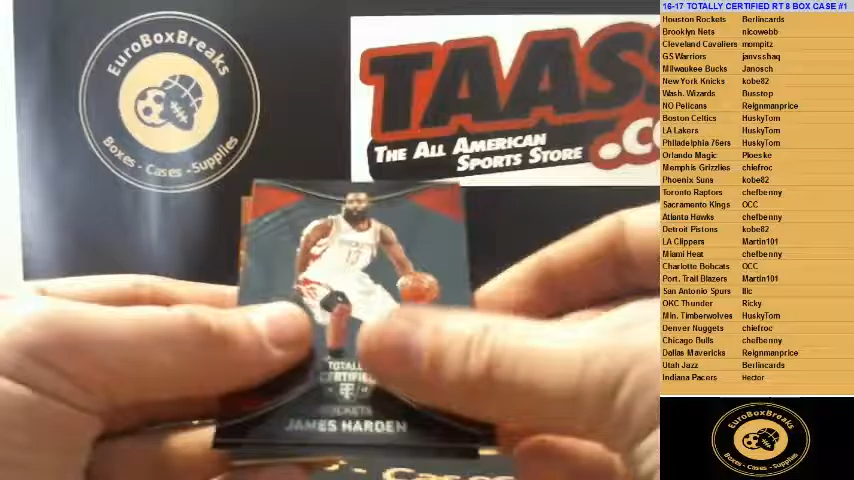 EuroBoxBreaks
Boxes - Cases - Supplies
TAASS
.CO
THE ALL AMERICAN
SPORTS STORE
TOTALLY
CERTIFIED
ROCKETS
JAMES HARDEN
16-17 TOTALLY CERTIFIED RT 8 BOX CASE #1
Houston Rockets Berlincards
Brooklyn Nets nicowebb
Cleveland Cavaliers mompitz
GS Warriors janvshaq
Milwaukee Bucks Janosch
New York Knicks kobe82
Wash. Wizards Busstop
NO Pelicans Reignmanprice
Boston Celtics HuskyTom
LA Lakers HuskyTom
Philadelphia 76ers HuskyTom
Orlando Magic Ploeske
Memphis Grizzlies chiefroc
Phoenix Suns kobe82
Toronto Raptors chefbenny
Sacramento Kings OCC
Atlanta Hawks chefbenny
Detroit Pistons kobe82
LA Clippers Martin101
Miami Heat chefbenny
Charlotte Bobcats OCC
Port. Trail Blazers Martin101
San Antonio Spurs
OKC Thunder Ricky
Min. Timberwolves HuskyTom
Denver Nuggets chiefroc
Chicago Bulls chefbenny
Dallas Mavericks Reignmanprice
Utah Jazz Berlincards
Indiana Pacers Hector
EuroBoxBreaks
Boxes - Cases - Supplies